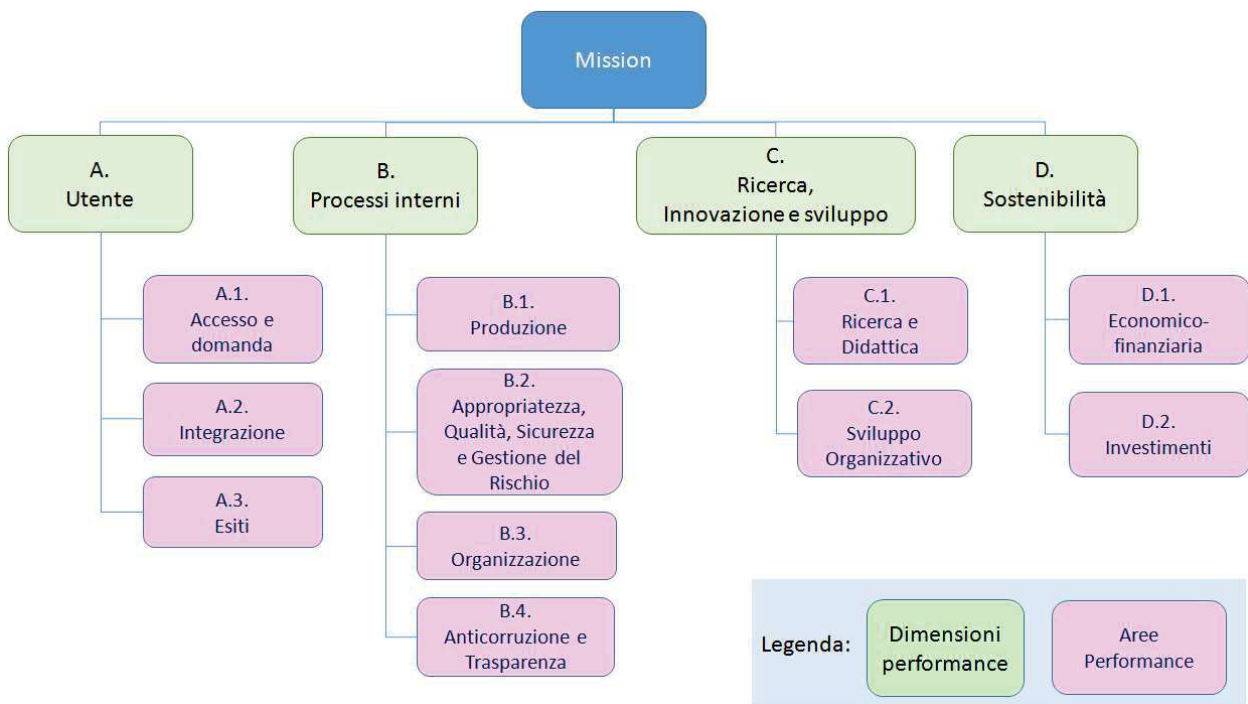 Mission
A.
Utente
B.
Processi interni
C.
Ricerca,
Innovazione e sviluppo
D.
Sostenibilità
A.1.
Accesso e
domanda
A.2.
Integrazione
A.3.
Esiti
B.1.
Produzione
B.2.
Appropriatezza,
Qualità, Sicurezza
e Gestione del
Rischio
B.3.
Organizzazione
B.4.
Anticorruzione e
Trasparenza
C.1.
Ricerca e
Didattica
C.2.
Sviluppo
Organizzativo
D.1.
Economico-
finanziaria
D.2.
Investimenti
Legenda:
Dimensioni
performance
Aree
Performance